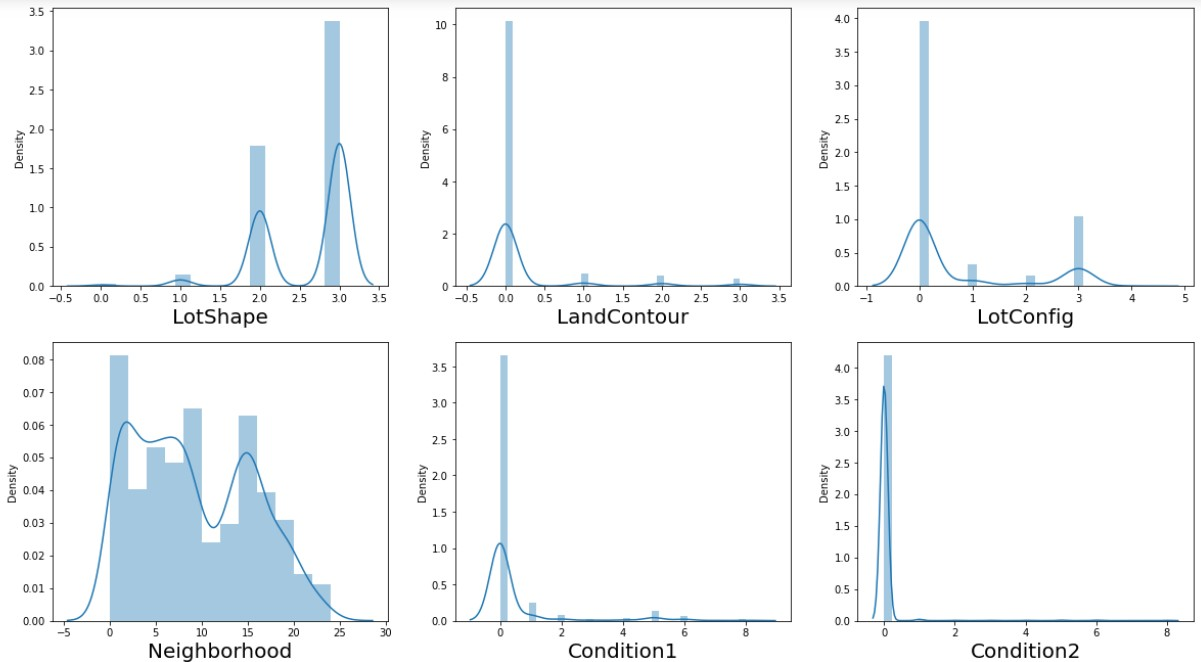 3.5
3.0
2.5
2.0
1.5
1.0
0.5
0.0
Density
−0.5 0.0 0.5 1.0 1.5 2.0 2.5 3.0 3.5
LotShape
10
8
6
4
2
0
Density
−0.5 0.0 0.5 1.0 1.5 2.0 2.5 3.0 3.5
LandContour
4.0
3.5
3.0
2.5
2.0
1.5
1.0
0.5
0.0
Density
−1 0 1 2 3 4 5
LotConfig
0.08
0.07
0.06
0.05
0.04
0.03
0.02
0.01
0.00
Density
−5 0 5 10 15 20 25 30
Neighborhood
3.5
3.0
2.5
2.0
1.5
1.0
0.5
0.0
Density
0 2 4 6 8
Condition1
4.0
3.5
3.0
2.5
2.0
1.5
1.0
0.5
0.0
Density
0 2 4 6 8
Condition2